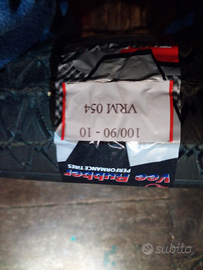 100/90 - 10
VRM 054
Vee Rubber
PERFORMANCE TIRES
subito